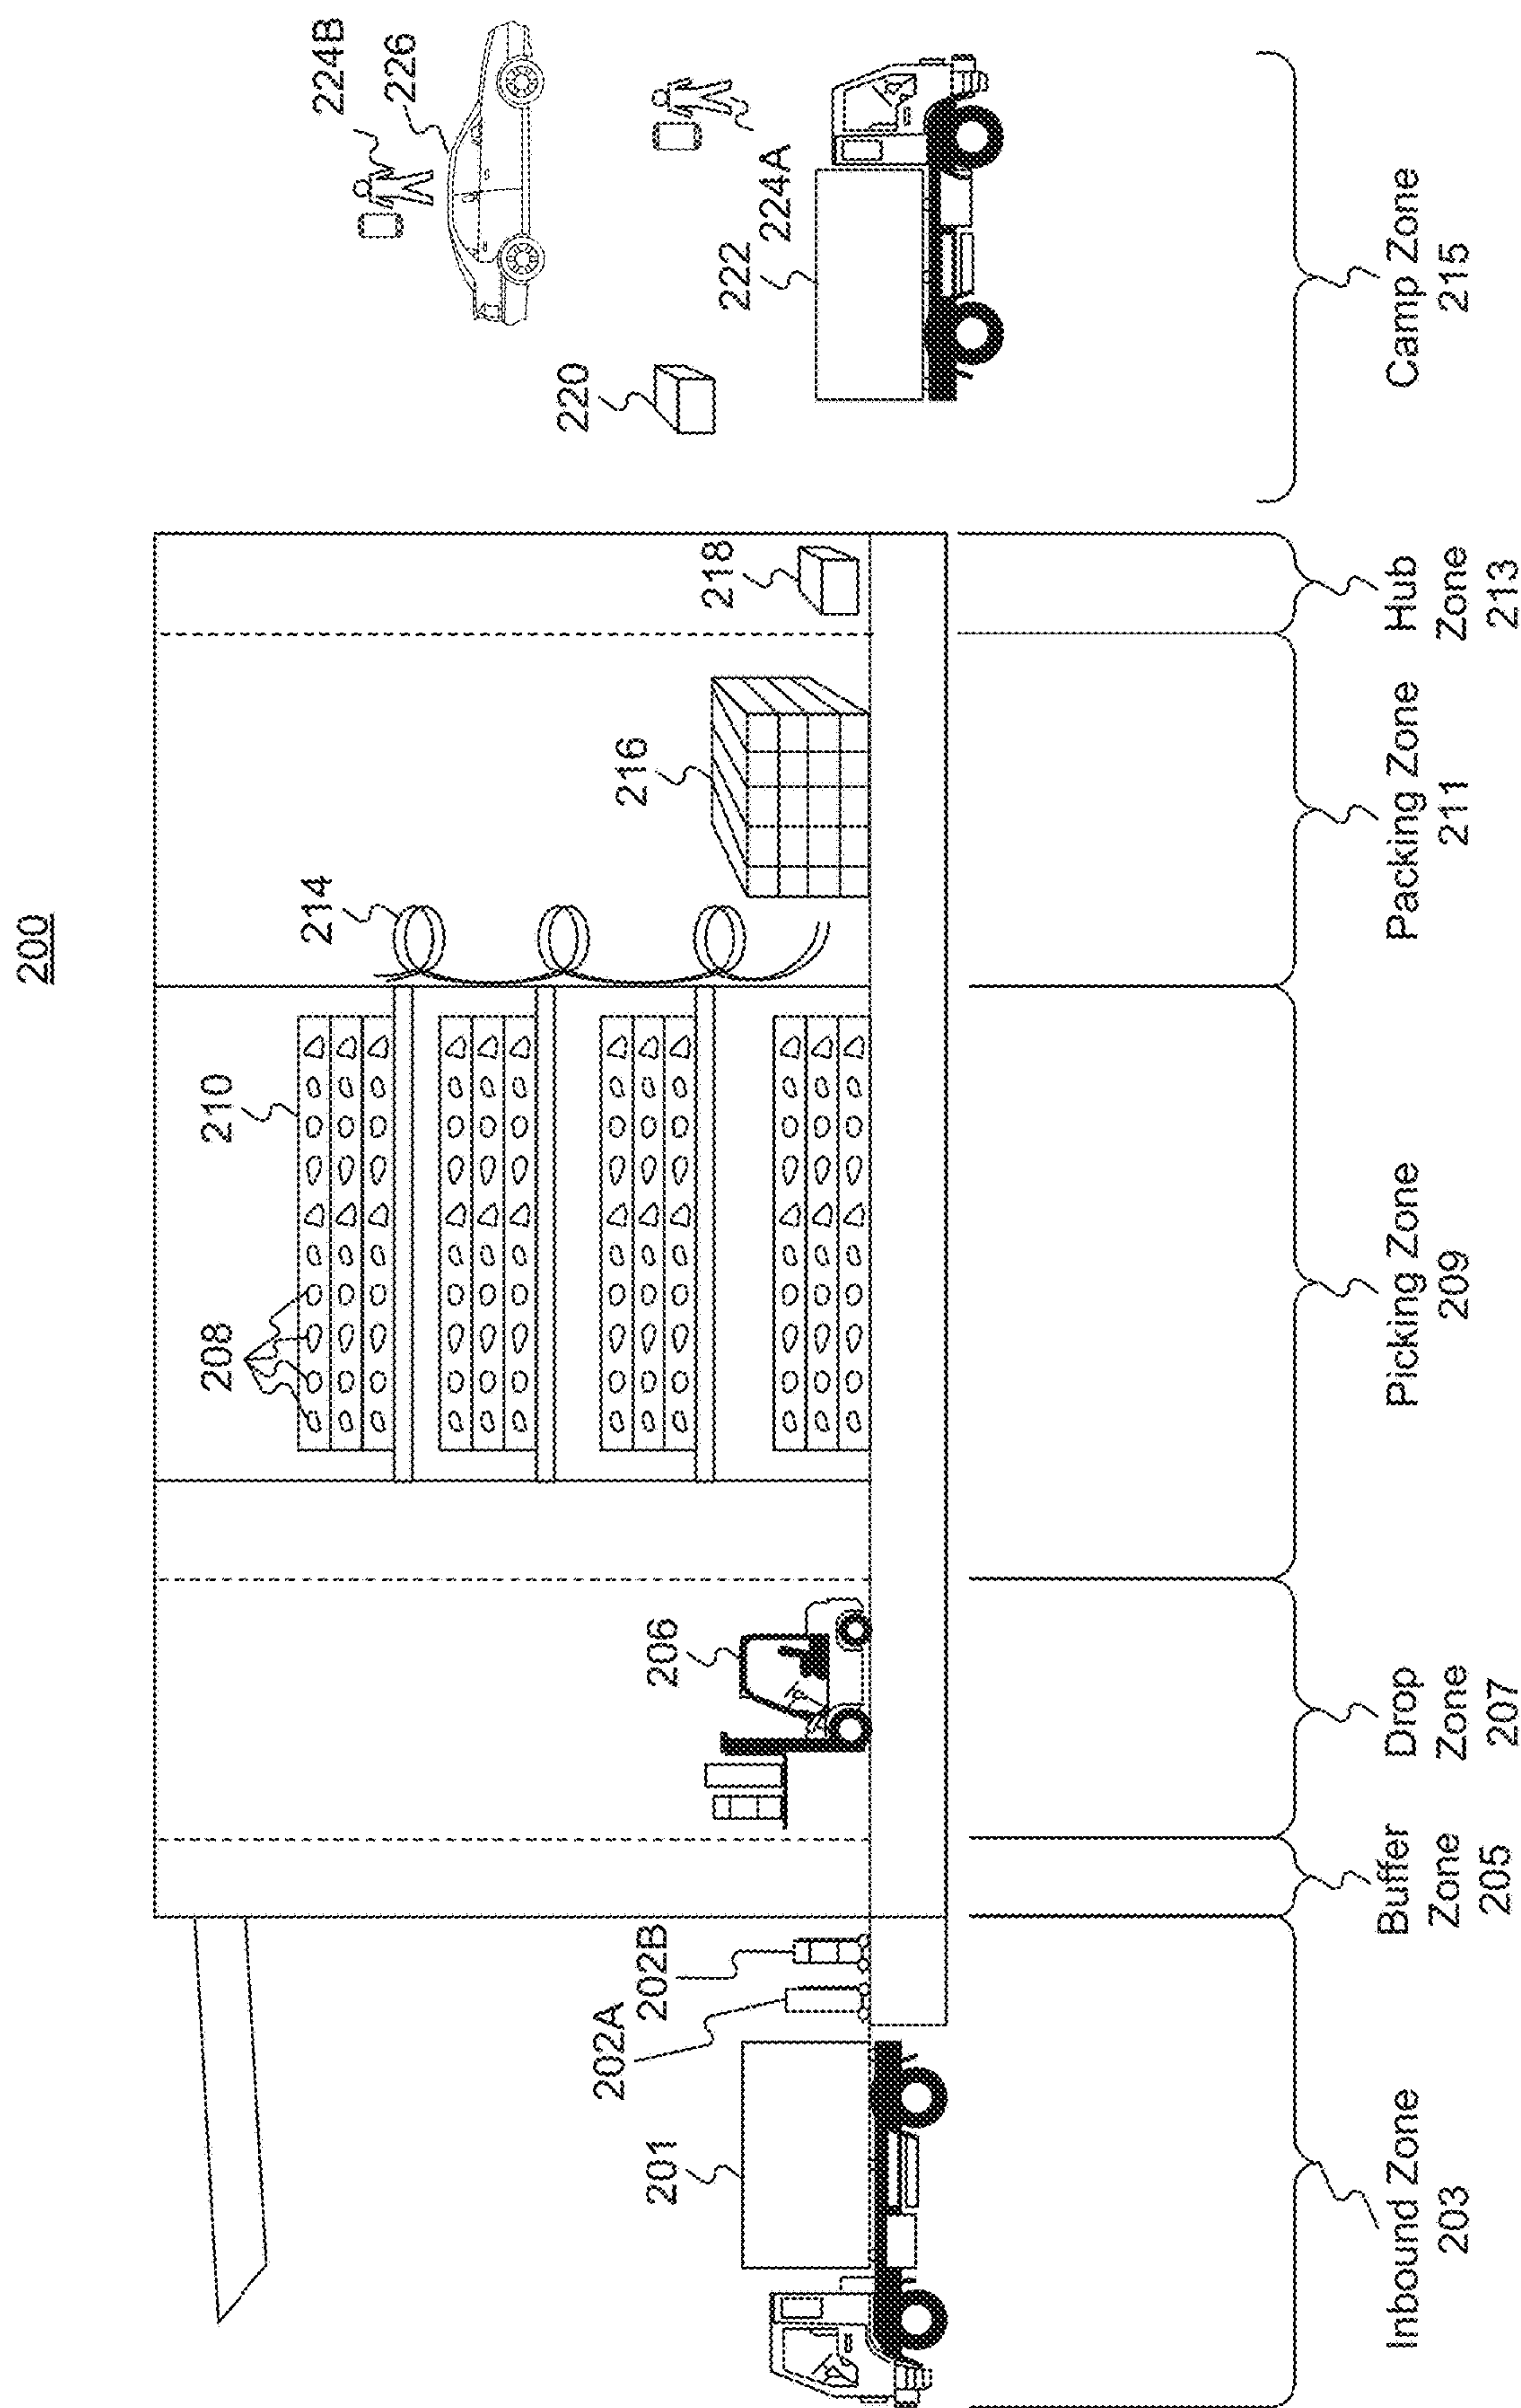 200
224B
226
224A
222
220
218
216
214
210
208
206
202B
202A
201
Inbound Zone
203
Buffer
Zone
205
Drop
Zone
207
Picking Zone
209
Packing Zone
211
Hub
Zone
213
Camp Zone
215